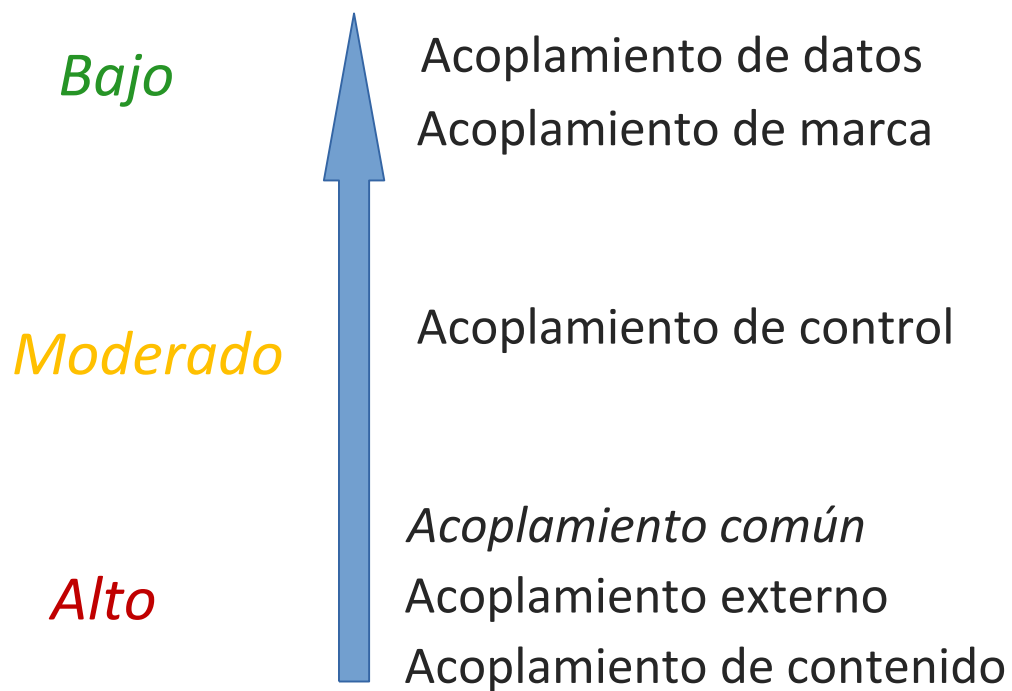 Bajo
Acoplamiento de datos
Acoplamiento de marca
Moderado
Acoplamiento de control
Acoplamiento común
Alto
Acoplamiento externo
Acoplamiento de contenido